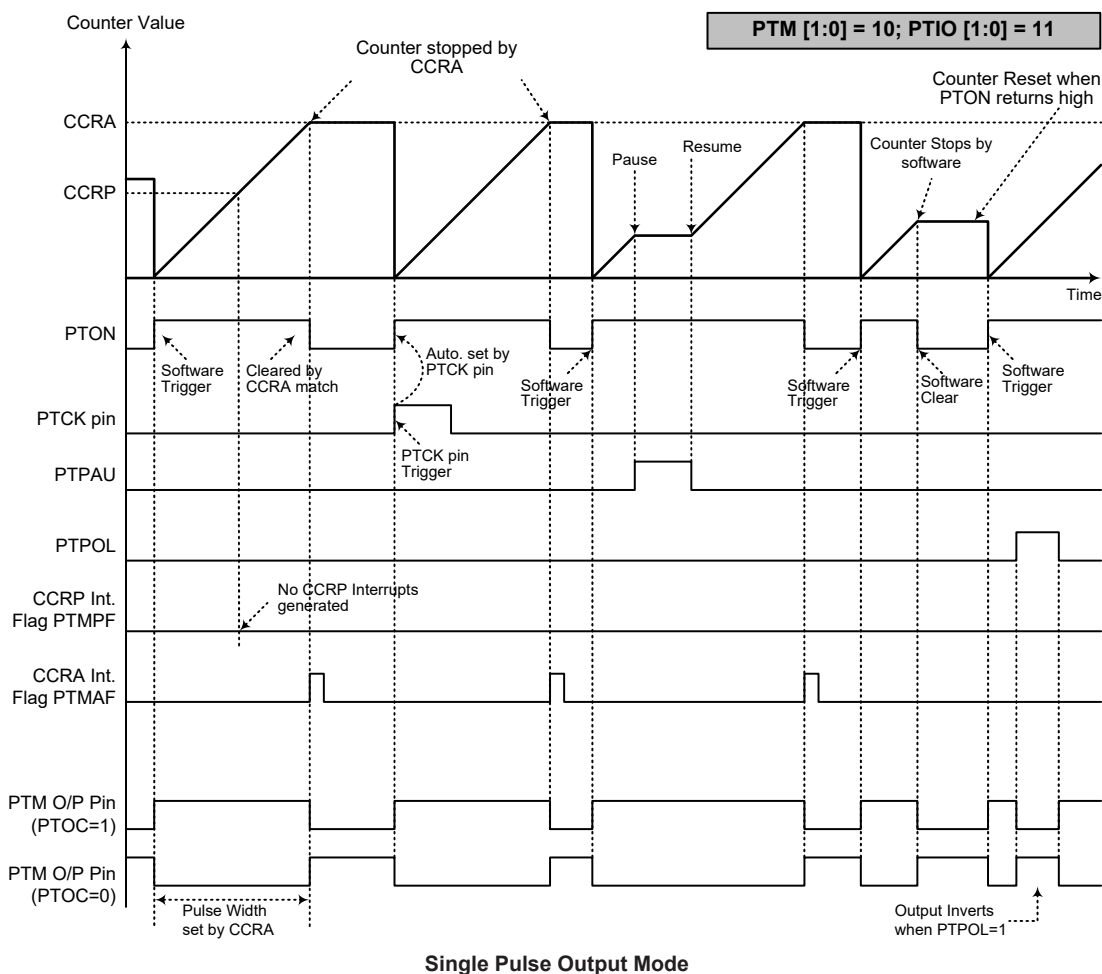 Counter Value
PTM [1:0] = 10; PTIO [1:0] = 11
Counter stopped by
CCRA
Counter Reset when
PTON returns high
CCRA
Pause
Resume
Counter Stops by
software
CCRP
Time
PTON
Software
Trigger
Cleared by
CCRA match
Auto. set by
PTCK pin
Software
Trigger
Software
Trigger
Software
Clear
Software
Trigger
PTCK pin
PTCK pin
Trigger
PTPAU
PTPOL
CCRP Int.
Flag PTMPF
No CCRP Interrupts
generated
CCRA Int.
Flag PTMAF
PTM O/P Pin
(PTOC=1)
PTM O/P Pin
(PTOC=0)
Pulse Width
set by CCRA
Output Inverts
when PTPOL=1
Single Pulse Output Mode